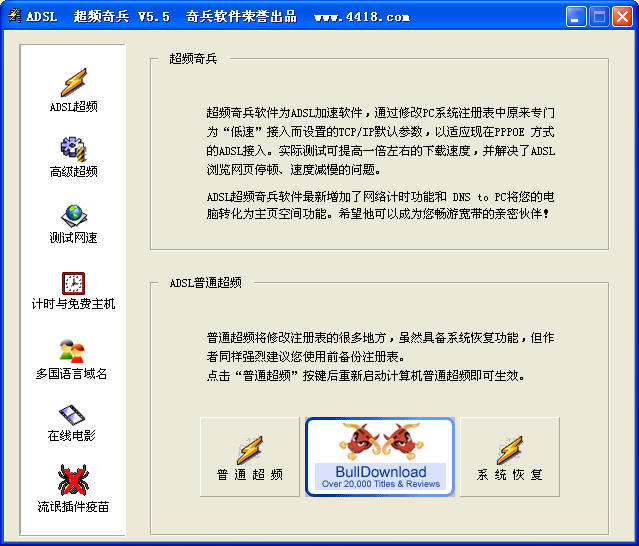 ADSL 超频奇兵 V5.5 奇兵软件荣誉出品 www.4418.com
ADSL超频
高级超频
测试网速
计时与免费主机
多国语言域名
在线电影
流氓插件疫苗
超频奇兵
超频奇兵软件为ADSL加速软件，通过修改PC系统注册表中原来专门
为“低速”接入而设置的TCP/IP默认参数，以适应现在PPPOE 方式
的ADSL接入。实际测试可提高一倍左右的下载速度，并解决了ADSL
浏览网页停顿、速度减慢的问题。
ADSL超频奇兵软件最新增加了网络计时功能和 DNS to PC将您的电
脑转化为主页空间功能。希望他可以成为您畅游宽带的亲密伙伴！
ADSL普通超频
普通超频将修改注册表的很多地方，虽然具备系统恢复功能，但作
者同样强烈建议您使用前备份注册表。
点击“普通超频”按键后重新启动计算机普通超频即可生效。
普 通 超 频
BullDownload
Over 20,000 Titles & Reviews
系 统 恢 复